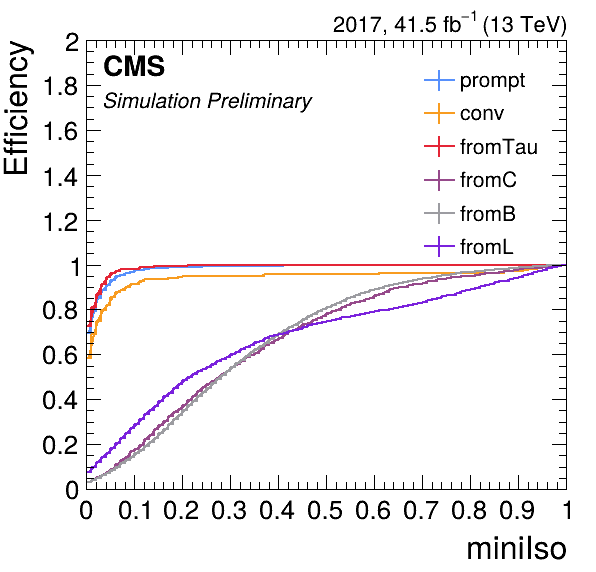 2017, 41.5 fb⁻¹ (13 TeV)
CMS
Simulation Preliminary
prompt
conv
fromTau
fromC
fromB
fromL
Efficiency
2
1.8
1.6
1.4
1.2
1
0.8
0.6
0.4
0.2
0
0 0.1 0.2 0.3 0.4 0.5 0.6 0.7 0.8 0.9 1
miniIso